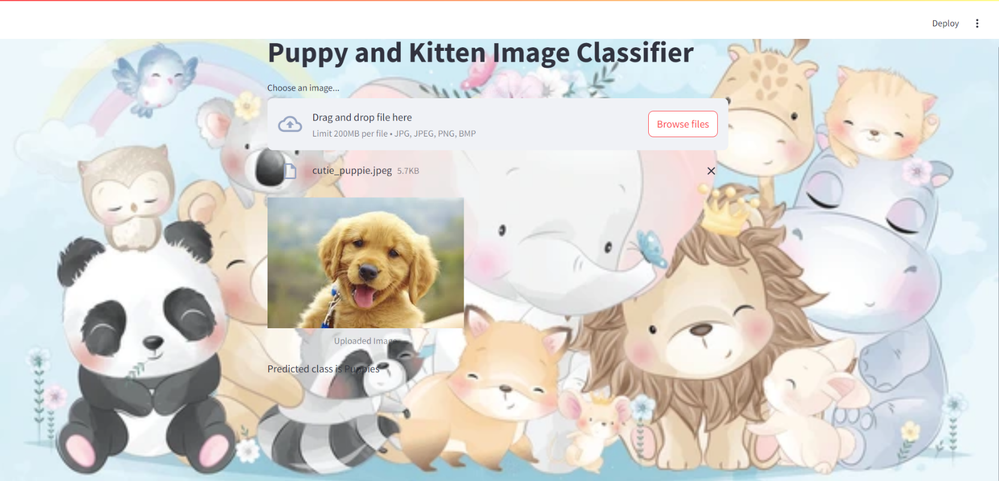 Deploy
Puppy and Kitten Image Classifier
Choose an image...
Drag and drop file here
Limit 200MB per file • JPG, JPEG, PNG, BMP
Browse files
cutie_puppie.jpeg 5.7KB
Uploaded Image
Predicted class is Puppies